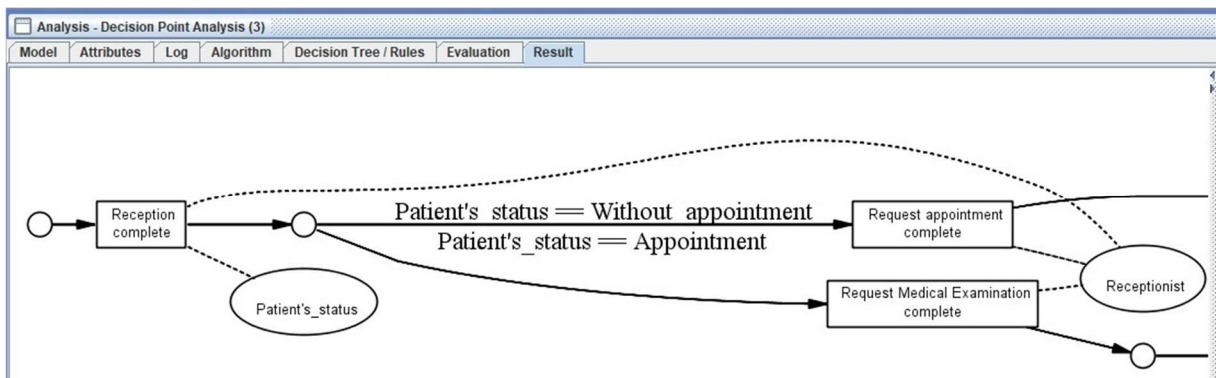 Analysis - Decision Point Analysis (3)
Model Attributes Log Algorithm Decision Tree / Rules Evaluation Result
Reception
complete
Patient's_status
Patient's_status == Without_appointment
Patient's_status == Appointment
Request appointment
complete
Request Medical Examination
complete
Receptionist